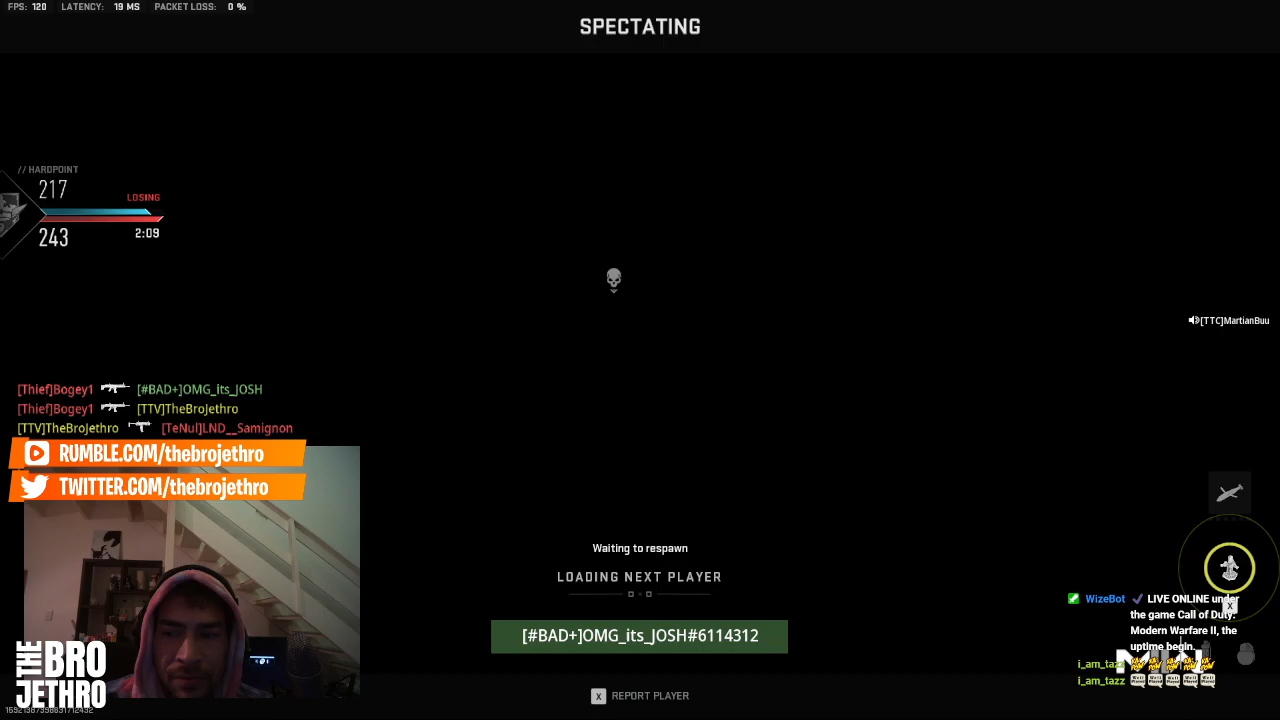 FPS: 120 LATENCY: 19 MS PACKET LOSS: 0 %
SPECTATING
// HARDPOINT
217
LOSING
243
2:09
[TTC]MartianBuu
[Thief]Bogey1 [#BAD+]OMG_its_JOSH
[Thief]Bogey1 [TTV]TheBroJethro
[TTV]TheBroJethro [TeNul]LND__Samignon
RUMBLE.COM/thebrojethro
TWITTER.COM/thebrojethro
Waiting to respawn
LOADING NEXT PLAYER
[#BAD+]OMG_its_JOSH#6114312
X REPORT PLAYER
WizeBot LIVE ONLINE under
the game Call of Duty:
Modern Warfare II, the
uptime begin.
X
i_am_tazz
i_am_tazz
THE BRO
JETHRO